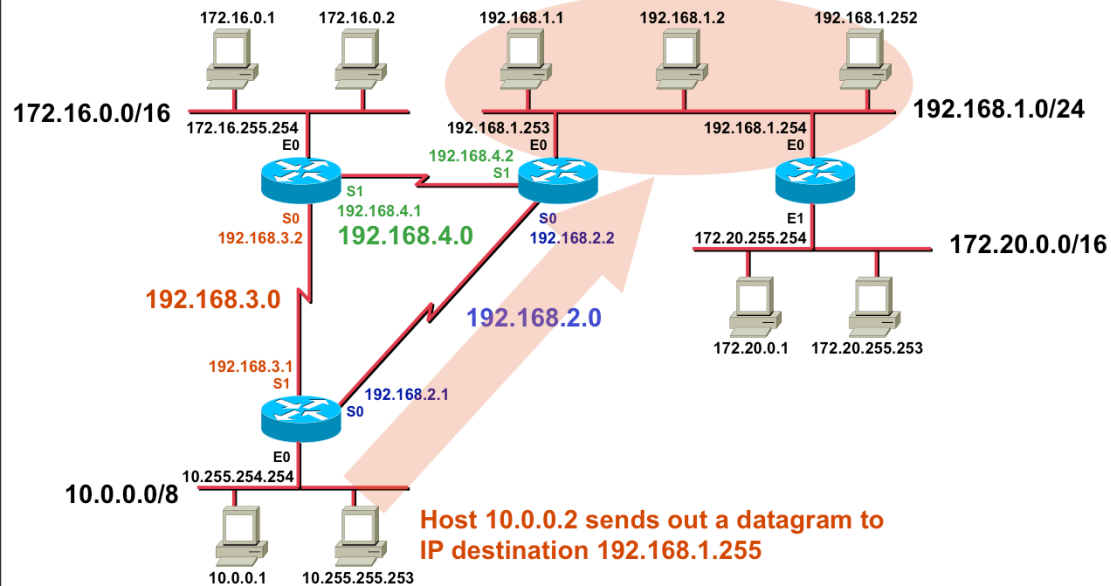 172.16.0.1
172.16.0.2
192.168.1.1
192.168.1.2
192.168.1.252
172.16.0.0/16
192.168.1.0/24
172.16.255.254
E0
192.168.1.253
E0
192.168.1.254
E0
192.168.4.2
S1
S1
192.168.4.1
192.168.4.0
S0
192.168.3.2
S0
192.168.2.2
E1
172.20.255.254
172.20.0.0/16
192.168.3.0
192.168.2.0
172.20.0.1
172.20.255.253
192.168.3.1
S1
192.168.2.1
S0
E0
10.255.254.254
10.0.0.0/8
Host 10.0.0.2 sends out a datagram to
IP destination 192.168.1.255
10.0.0.1
10.255.255.253